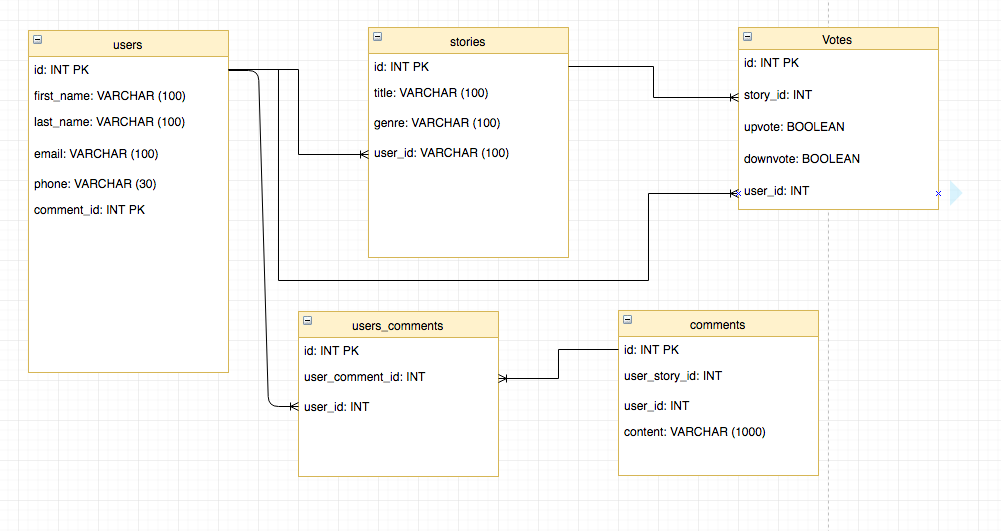 users
id: INT PK
first_name: VARCHAR (100)
last_name: VARCHAR (100)
email: VARCHAR (100)
phone: VARCHAR (30)
comment_id: INT PK
stories
id: INT PK
title: VARCHAR (100)
genre: VARCHAR (100)
user_id: VARCHAR (100)
Votes
id: INT PK
story_id: INT
upvote: BOOLEAN
downvote: BOOLEAN
user_id: INT
users_comments
id: INT PK
user_comment_id: INT
user_id: INT
comments
id: INT PK
user_story_id: INT
user_id: INT
content: VARCHAR (1000)